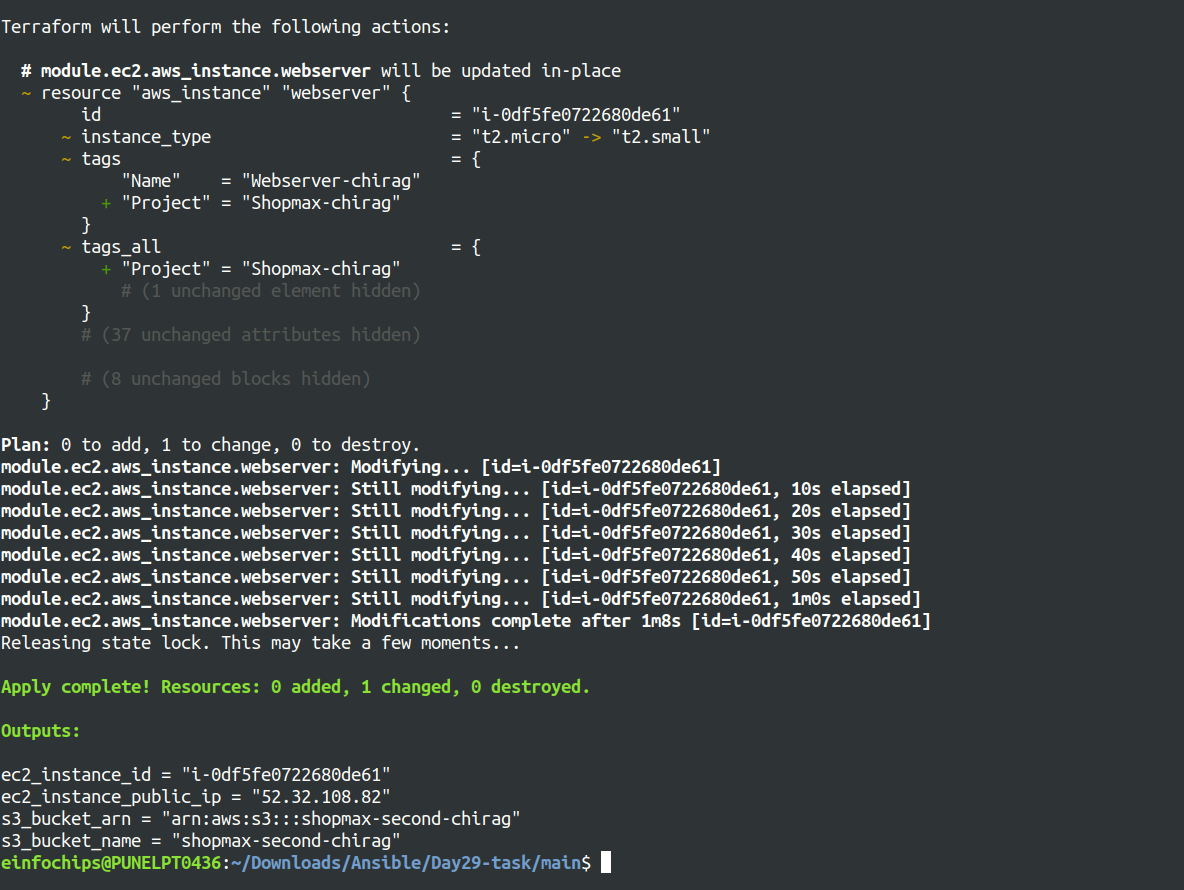 Terraform will perform the following actions:
# module.ec2.aws_instance.webserver will be updated in-place
~ resource "aws_instance" "webserver" {
id = "i-0df5fe0722680de61"
~ instance_type = "t2.micro" -> "t2.small"
~ tags = {
"Name" = "Webserver-chirag"
+ "Project" = "Shopmax-chirag"
}
~ tags_all = {
+ "Project" = "Shopmax-chirag"
# (1 unchanged element hidden)
}
# (37 unchanged attributes hidden)
# (8 unchanged blocks hidden)
}
Plan: 0 to add, 1 to change, 0 to destroy.
module.ec2.aws_instance.webserver: Modifying... [id=i-0df5fe0722680de61]
module.ec2.aws_instance.webserver: Still modifying... [id=i-0df5fe0722680de61, 10s elapsed]
module.ec2.aws_instance.webserver: Still modifying... [id=i-0df5fe0722680de61, 20s elapsed]
module.ec2.aws_instance.webserver: Still modifying... [id=i-0df5fe0722680de61, 30s elapsed]
module.ec2.aws_instance.webserver: Still modifying... [id=i-0df5fe0722680de61, 40s elapsed]
module.ec2.aws_instance.webserver: Still modifying... [id=i-0df5fe0722680de61, 50s elapsed]
module.ec2.aws_instance.webserver: Still modifying... [id=i-0df5fe0722680de61, 1m0s elapsed]
module.ec2.aws_instance.webserver: Modifications complete after 1m8s [id=i-0df5fe0722680de61]
Releasing state lock. This may take a few moments...
Apply complete! Resources: 0 added, 1 changed, 0 destroyed.
Outputs:
ec2_instance_id = "i-0df5fe0722680de61"
ec2_instance_public_ip = "52.32.108.82"
s3_bucket_arn = "arn:aws:s3:::shopmax-second-chirag"
s3_bucket_name = "shopmax-second-chirag"
einfochips@PUNELPT0436:~/Downloads/Ansible/Day29-task/main$